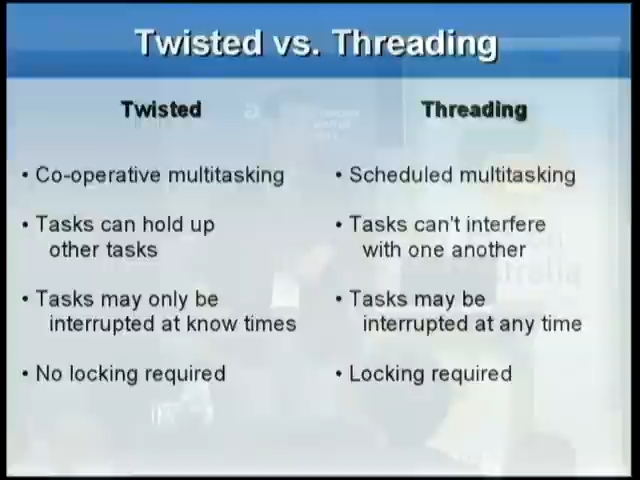 Twisted vs. Threading
Twisted
• Co-operative multitasking
• Tasks can hold up
other tasks
• Tasks may only be
interrupted at know times
• No locking required
Threading
• Scheduled multitasking
• Tasks can't interfere
with one another
• Tasks may be
interrupted at any time
• Locking required